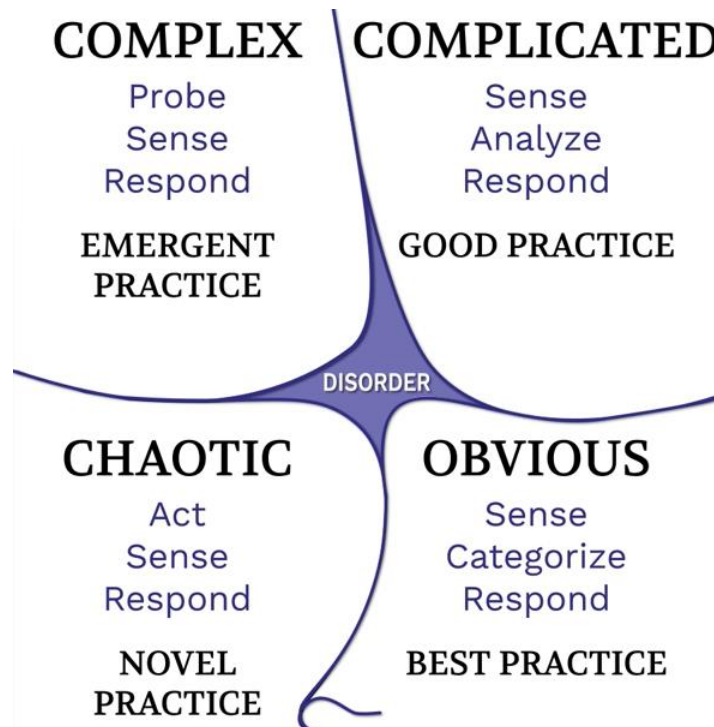 COMPLEX
Probe
Sense
Respond
EMERGENT
PRACTICE
COMPLICATED
Sense
Analyze
Respond
GOOD PRACTICE
DISORDER
CHAOTIC
Act
Sense
Respond
NOVEL
PRACTICE
OBVIOUS
Sense
Categorize
Respond
BEST PRACTICE